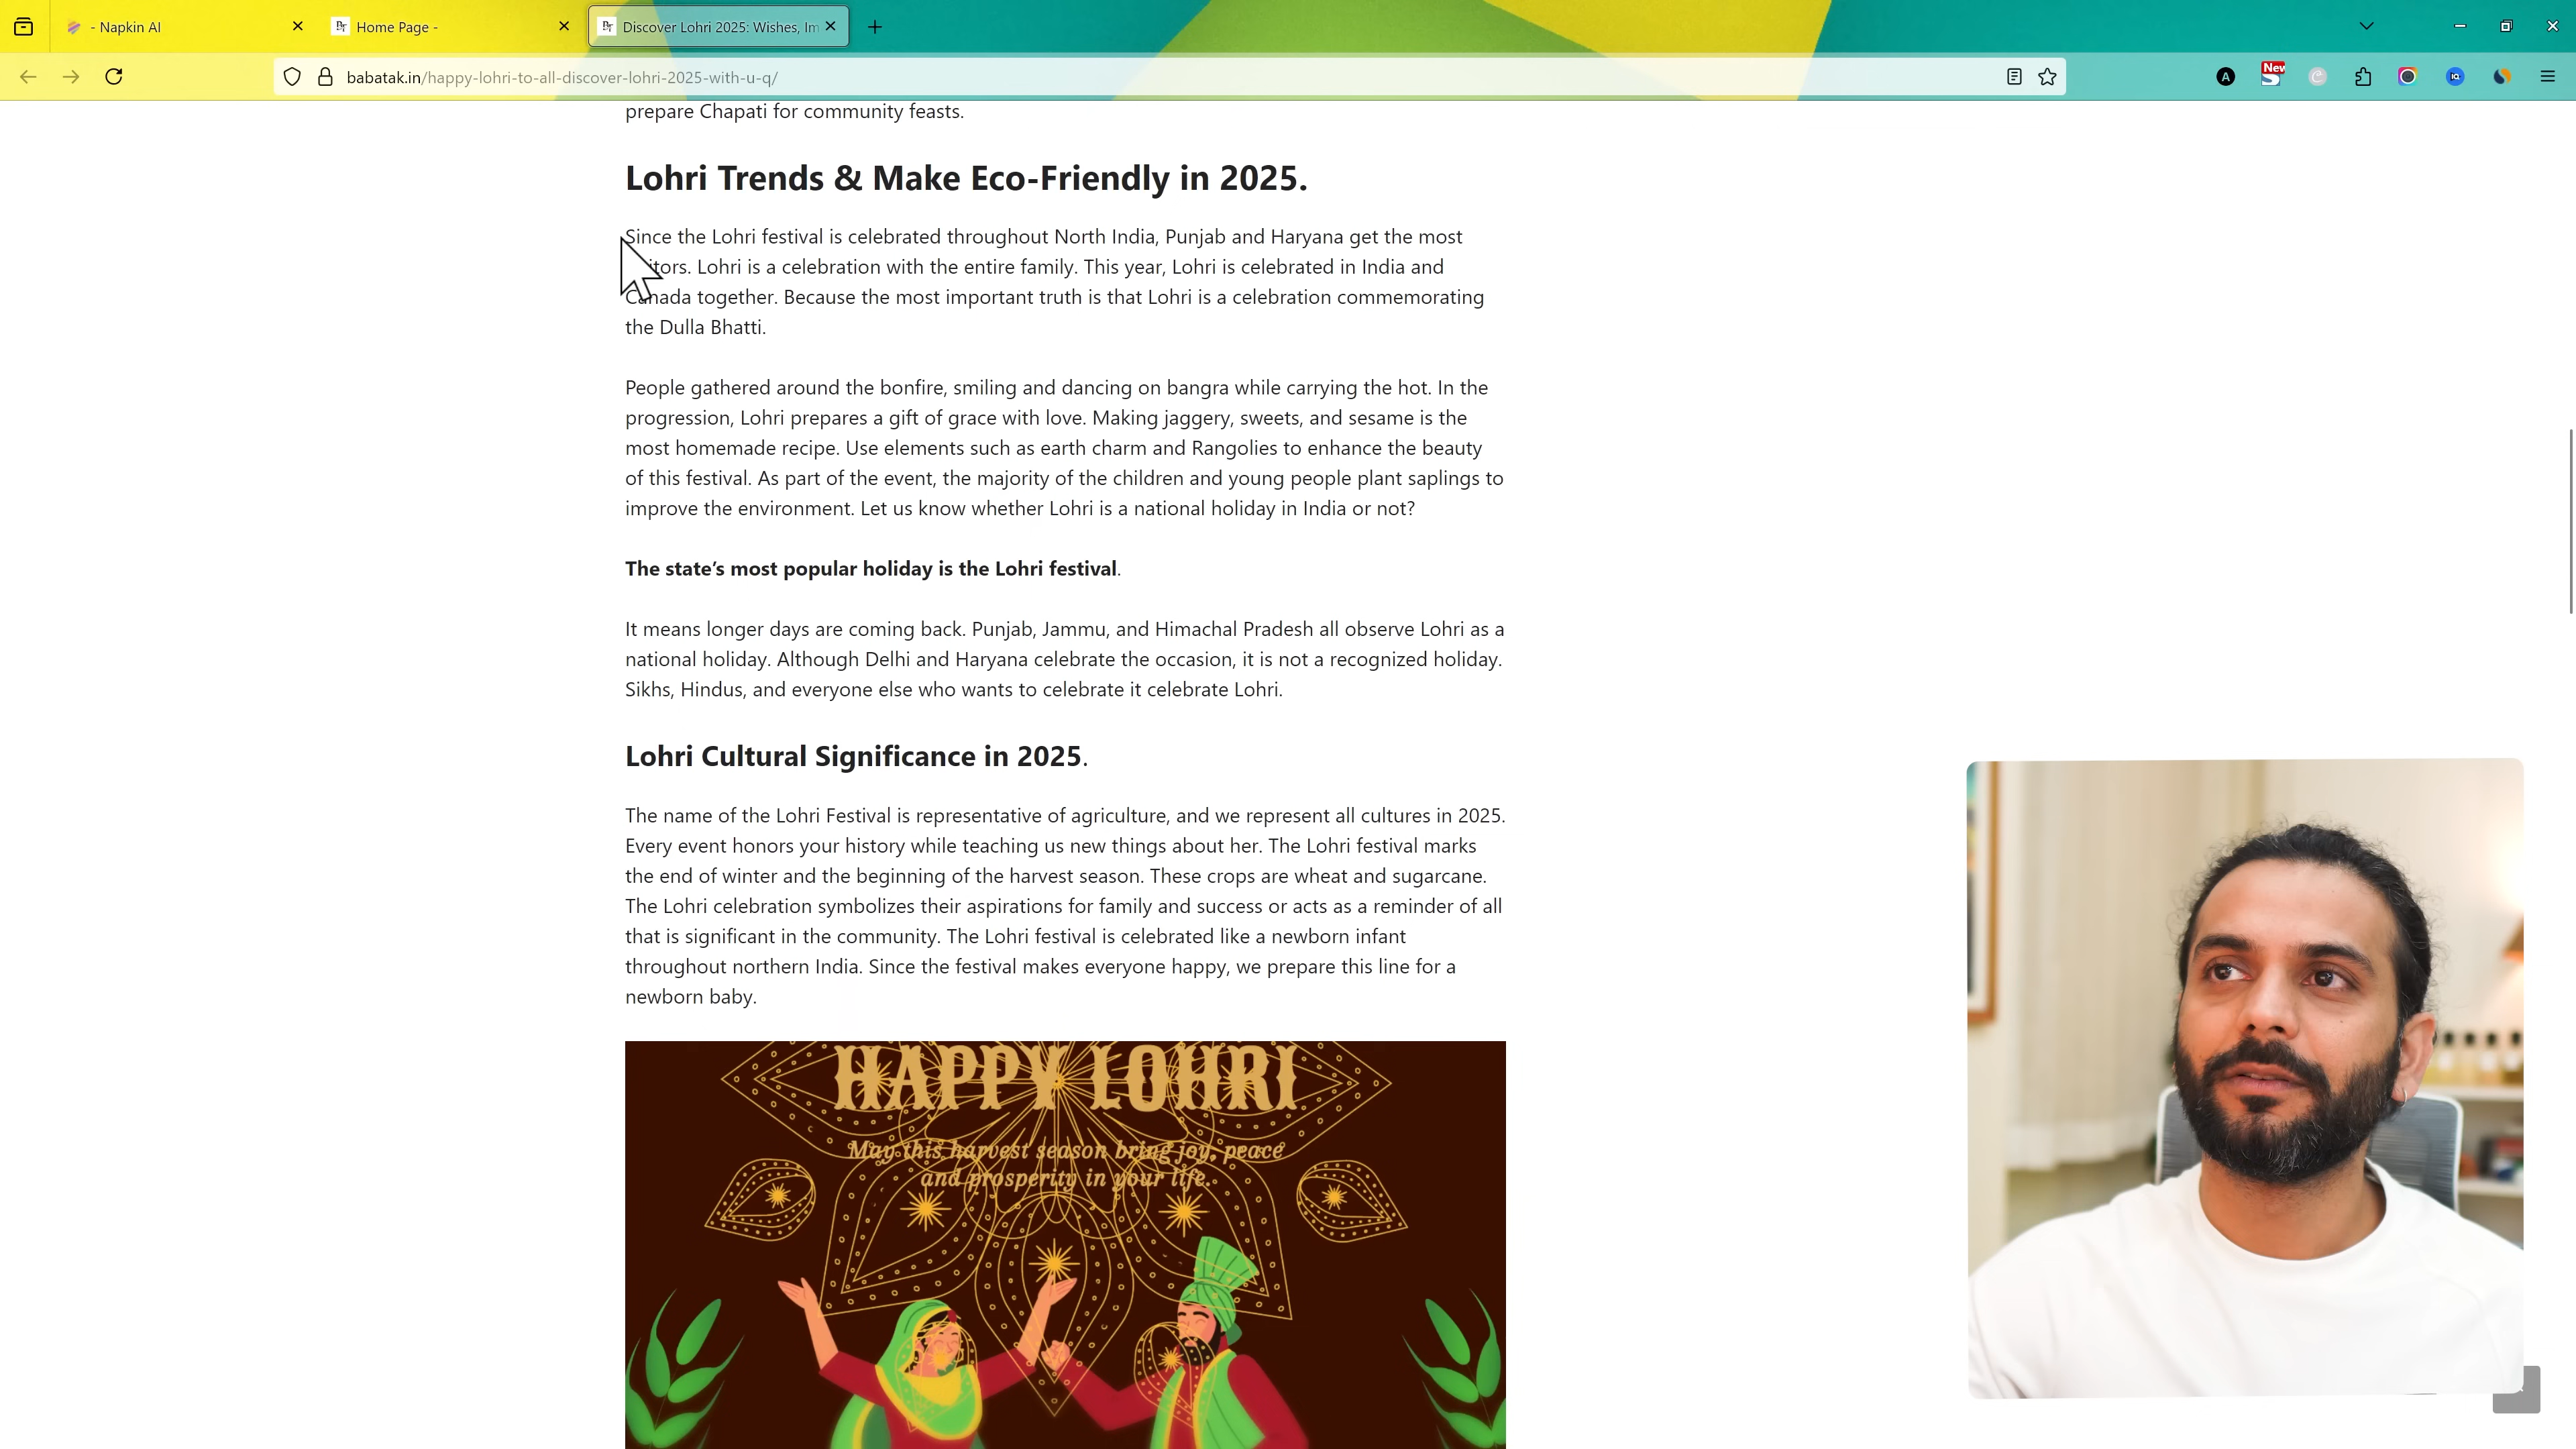 - Napkin AI
Home Page -
Discover Lohri 2025: Wishes, Im
babatak.in/happy-lohri-to-all-discover-lohri-2025-with-u-q/
New
prepare Chapati for community feasts.
Lohri Trends & Make Eco-Friendly in 2025.
Since the Lohri festival is celebrated throughout North India, Punjab and Haryana get the most
itors. Lohri is a celebration with the entire family. This year, Lohri is celebrated in India and
Canada together. Because the most important truth is that Lohri is a celebration commemorating
the Dulla Bhatti.
People gathered around the bonfire, smiling and dancing on bangra while carrying the hot. In the
progression, Lohri prepares a gift of grace with love. Making jaggery, sweets, and sesame is the
most homemade recipe. Use elements such as earth charm and Rangolies to enhance the beauty
of this festival. As part of the event, the majority of the children and young people plant saplings to
improve the environment. Let us know whether Lohri is a national holiday in India or not?
The state's most popular holiday is the Lohri festival.
It means longer days are coming back. Punjab, Jammu, and Himachal Pradesh all observe Lohri as a
national holiday. Although Delhi and Haryana celebrate the occasion, it is not a recognized holiday.
Sikhs, Hindus, and everyone else who wants to celebrate it celebrate Lohri.
Lohri Cultural Significance in 2025.
The name of the Lohri Festival is representative of agriculture, and we represent all cultures in 2025.
Every event honors your history while teaching us new things about her. The Lohri festival marks
the end of winter and the beginning of the harvest season. These crops are wheat and sugarcane.
The Lohri celebration symbolizes their aspirations for family and success or acts as a reminder of all
that is significant in the community. The Lohri festival is celebrated like a newborn infant
throughout northern India. Since the festival makes everyone happy, we prepare this line for a
newborn baby.
HAPPY LOHRI
May this harvest season bring joy, peace
and prosperity in your life.